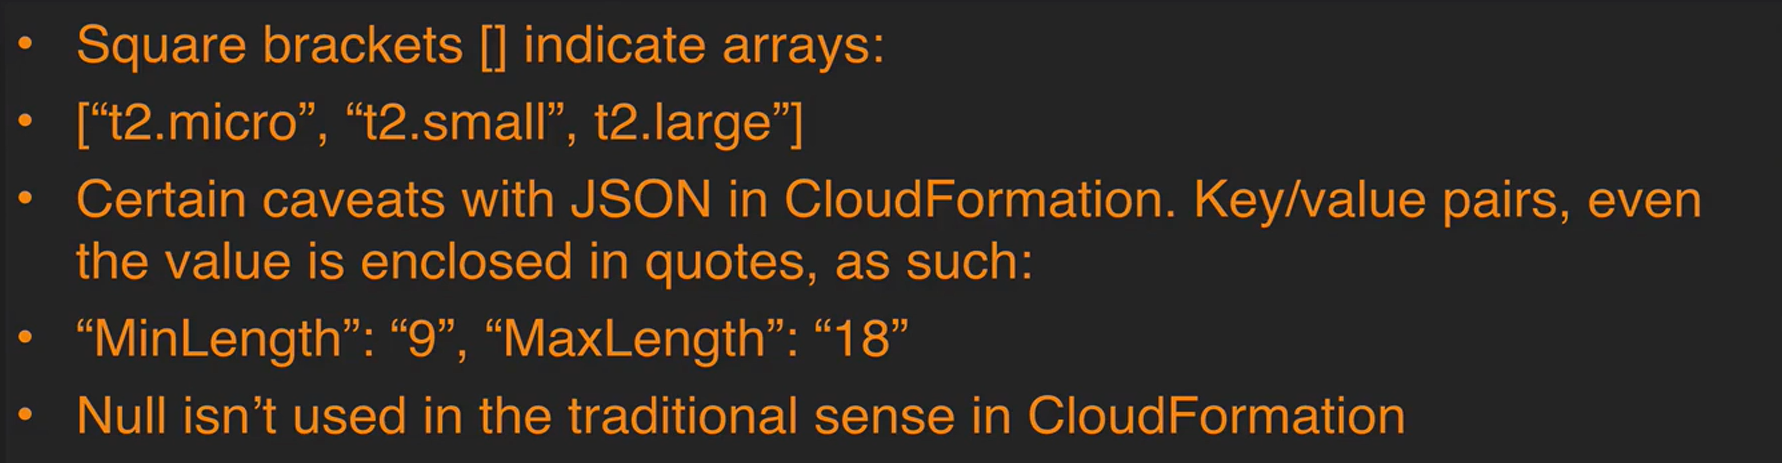 • Square brackets [] indicate arrays:
• [“t2.micro”, “t2.small”, t2.large”]
• Certain caveats with JSON in CloudFormation. Key/value pairs, even
the value is enclosed in quotes, as such:
• “MinLength”: “9”, “MaxLength”: “18”
• Null isn’t used in the traditional sense in CloudFormation